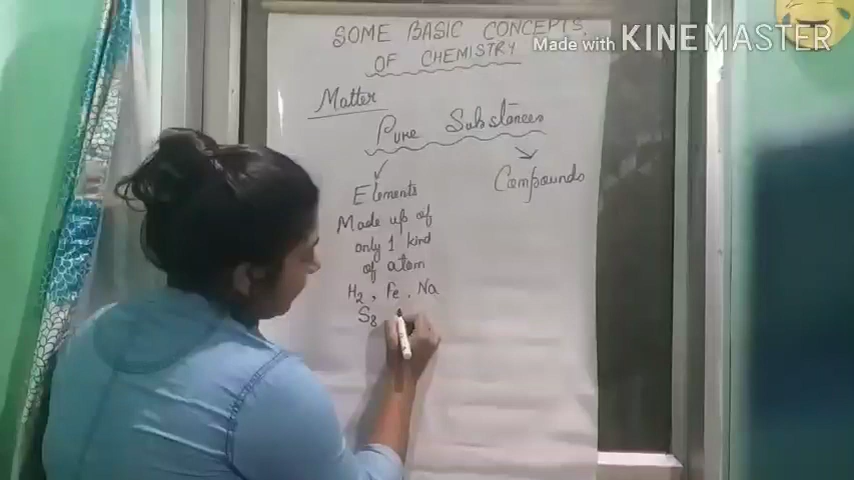 SOME BASIC CONCEPTS
OF CHEMISTRY
Made with KINEMASTER
Matter
Pure Substances
Elements
Compounds
Made up of
only 1 kind
of atom
H₂, Fe, Na
S₈